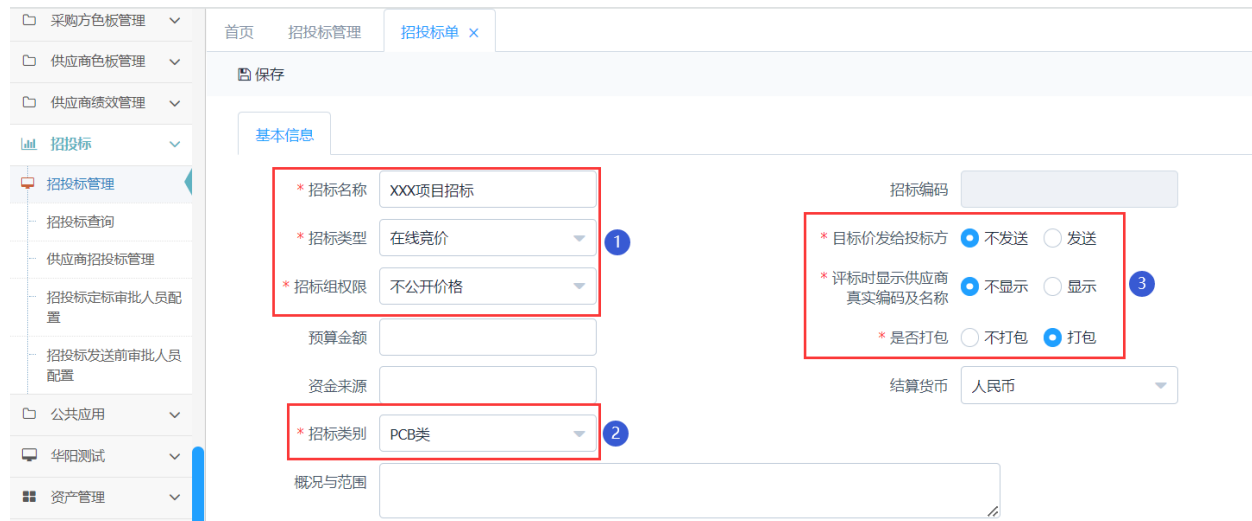 采购方色板管理
供应商色板管理
供应商绩效管理
招投标
招投标管理
招投标查询
供应商招投标管理
招投标定标审批人员配
置
招投标发送前审批人员
配置
公共应用
华阳测试
资产管理
首页 招投标管理 招投标单 ×
保存
基本信息
* 招标名称 XXX项目招标 招标编码
* 招标类型 在线竞价 1 * 目标价发给投标方 不发送 发送
* 招标组权限 不公开价格 * 评标时显示供应商
真实编码及名称 不显示 显示 3
预算金额 * 是否打包 不打包 打包
资金来源 结算货币 人民币
* 招标类别 PCB类 2
概况与范围